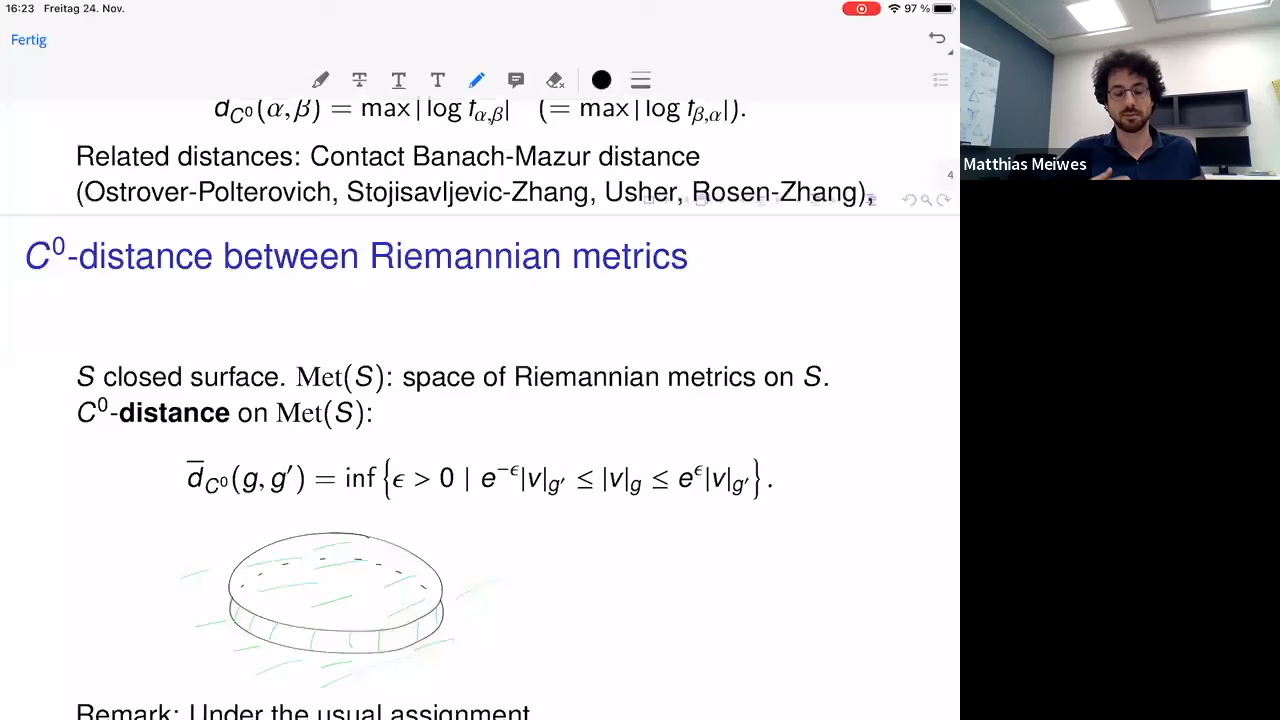 16:23 Freitag 24. Nov.
97 %
Fertig
d_{C^0}(α, β) = max | log f_{α,β}| (= max | log f_{β,α}|).
Related distances: Contact Banach-Mazur distance
(Ostrover-Polterovich, Stojisavljevic-Zhang, Usher, Rosen-Zhang),
4
C^0-distance between Riemannian metrics
S closed surface. Met(S): space of Riemannian metrics on S.
C^0-distance on Met(S):
\overline{d}_{C^0}(g, g′) = inf {ϵ > 0 | e^{−ϵ}|v|_{g′} ≤ |v|_g ≤ e^ϵ|v|_{g′}}.
Remark: Under the usual assignment
Matthias Meiwes